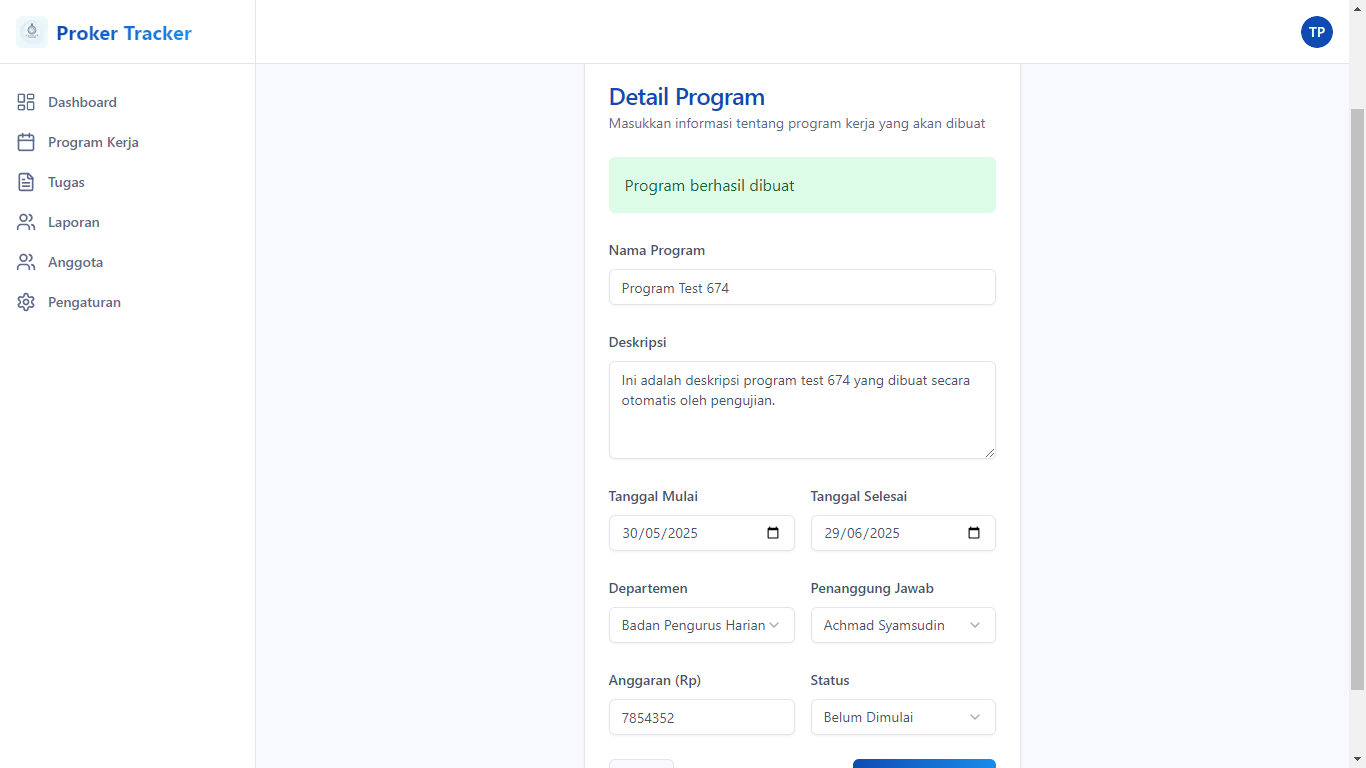 Proker Tracker
TP
Dashboard
Program Kerja
Tugas
Laporan
Anggota
Pengaturan
Detail Program
Masukkan informasi tentang program kerja yang akan dibuat
Program berhasil dibuat
Nama Program
Program Test 674
Deskripsi
Ini adalah deskripsi program test 674 yang dibuat secara
otomatis oleh pengujian.
Tanggal Mulai
Tanggal Selesai
30/05/2025
29/06/2025
Departemen
Penanggung Jawab
Badan Pengurus Harian
Achmad Syamsudin
Anggaran (Rp)
Status
7854352
Belum Dimulai